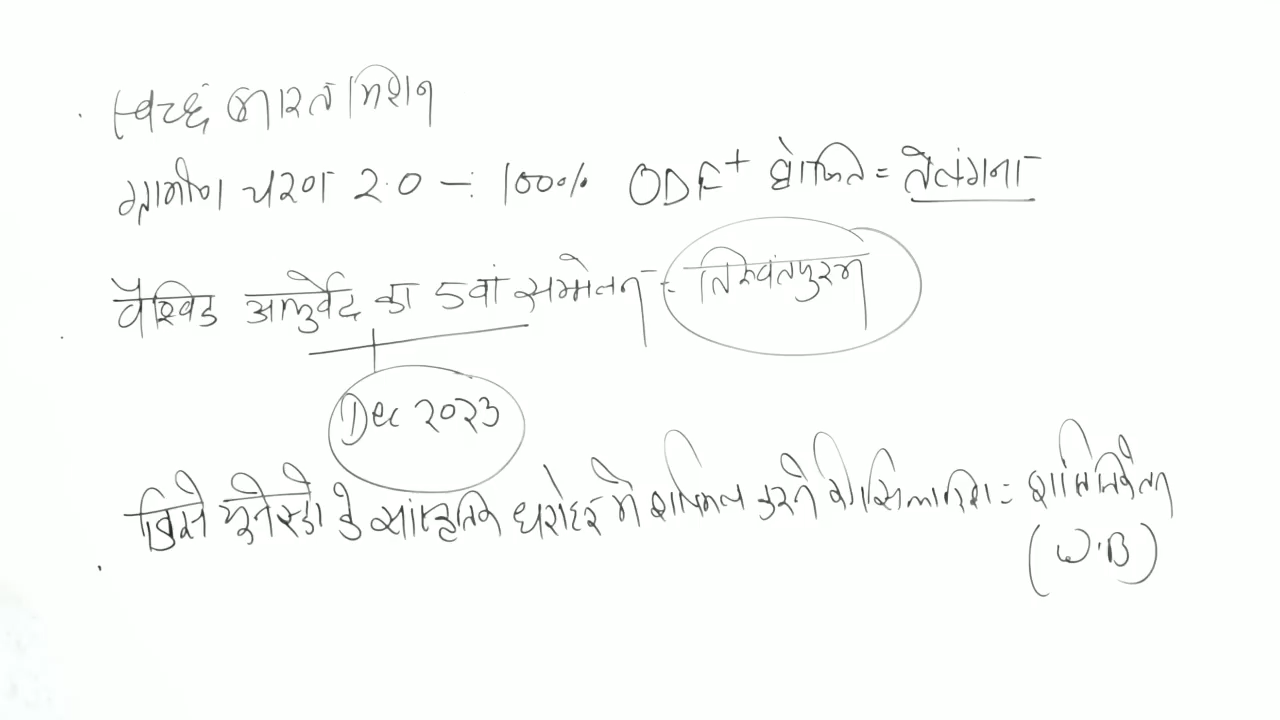 स्वच्छ भारत मिशन
ग्रामीण चरण 2.0 - 100% ODF+ घोषित = तेलंगना
वैश्विक आयुर्वेद का 5वां सम्मेलन = तिरुवंतपुरम
Dec 2023
किसे यूनेस्को के सांस्कृतिक धरोहर में शामिल करने की सिफारिश = शांतिनिकेतन
(W.B)